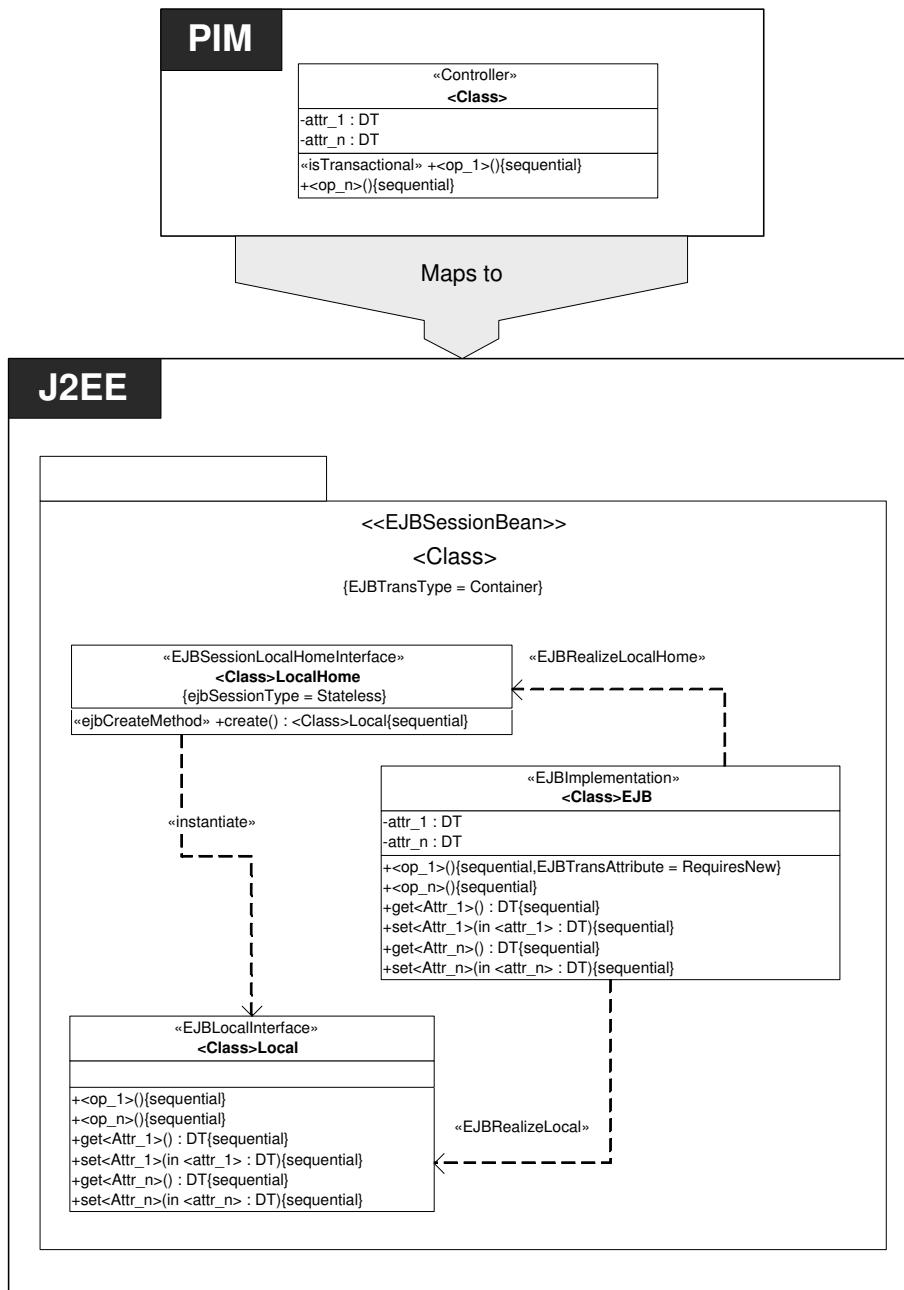 PIM
«Controller»
<Class>
-attr_1 : DT
-attr_n : DT
«isTransactional» +<op_1>(){sequential}
+<op_n>(){sequential}
Maps to
J2EE
<<EJBSessionBean>>
<Class>
{EJBTransType = Container}
«EJBSessionLocalHomeInterface»
<Class>LocalHome
{ejbSessionType = Stateless}
«ejbCreateMethod» +create() : <Class>Local{sequential}
«EJBRealizeLocalHome»
«instantiate»
«EJBImplementation»
<Class>EJB
-attr_1 : DT
-attr_n : DT
+<op_1>(){sequential,EJBTransAttribute = RequiresNew}
+<op_n>(){sequential}
+get<Attr_1>() : DT{sequential}
+set<Attr_1>(in <attr_1> : DT){sequential}
+get<Attr_n>() : DT{sequential}
+set<Attr_n>(in <attr_n> : DT){sequential}
«EJBLocalInterface»
<Class>Local
+<op_1>(){sequential}
+<op_n>(){sequential}
+get<Attr_1>() : DT{sequential}
+set<Attr_1>(in <attr_1> : DT){sequential}
+get<Attr_n>() : DT{sequential}
+set<Attr_n>(in <attr_n> : DT){sequential}
«EJBRealizeLocal»